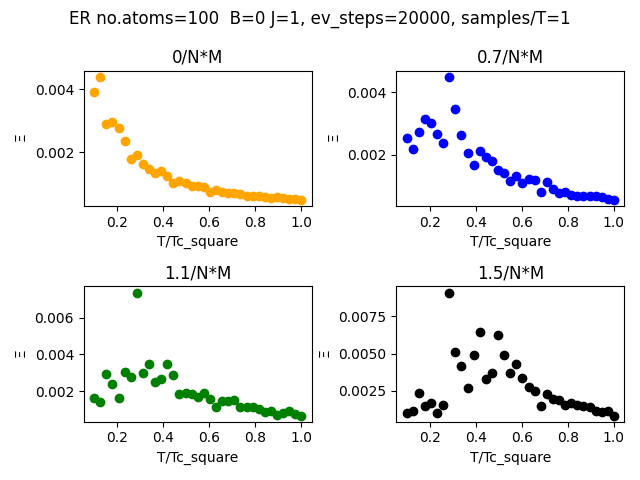 ER no.atoms=100  B=0 J=1, ev_steps=20000, samples/T=1
0/N*M
0.7/N*M
0.004
0.002
Ξ
0.2 0.4 0.6 0.8 1.0
T/Tc_square
0.004
0.002
Ξ
0.2 0.4 0.6 0.8 1.0
T/Tc_square
1.1/N*M
1.5/N*M
0.006
0.004
0.002
Ξ
0.2 0.4 0.6 0.8 1.0
T/Tc_square
0.0075
0.0050
0.0025
Ξ
0.2 0.4 0.6 0.8 1.0
T/Tc_square